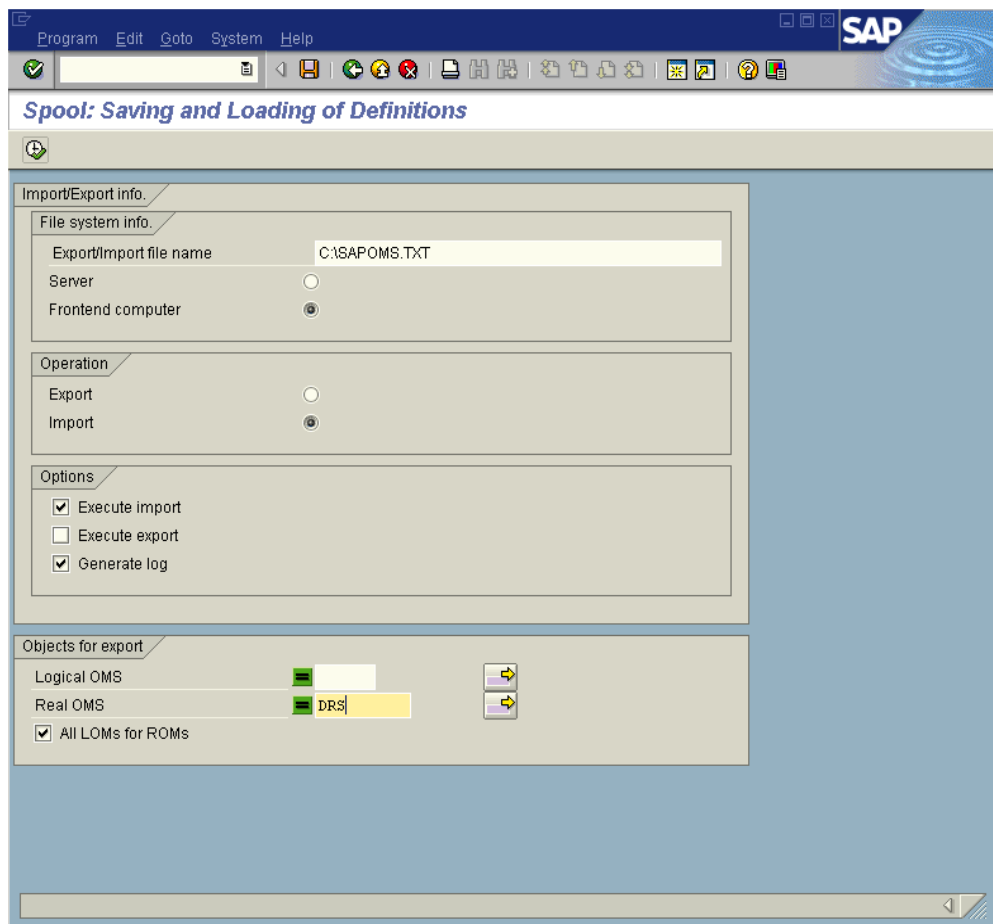 Program Edit Goto System Help
SAP
Spool: Saving and Loading of Definitions
Import/Export info.
File system info.
Export/Import file name C:\SAPOMS.TXT
Server
Frontend computer
Operation
Export
Import
Options
Execute import
Execute export
Generate log
Objects for export
Logical OMS
Real OMS DRS
All LOMs for ROMs